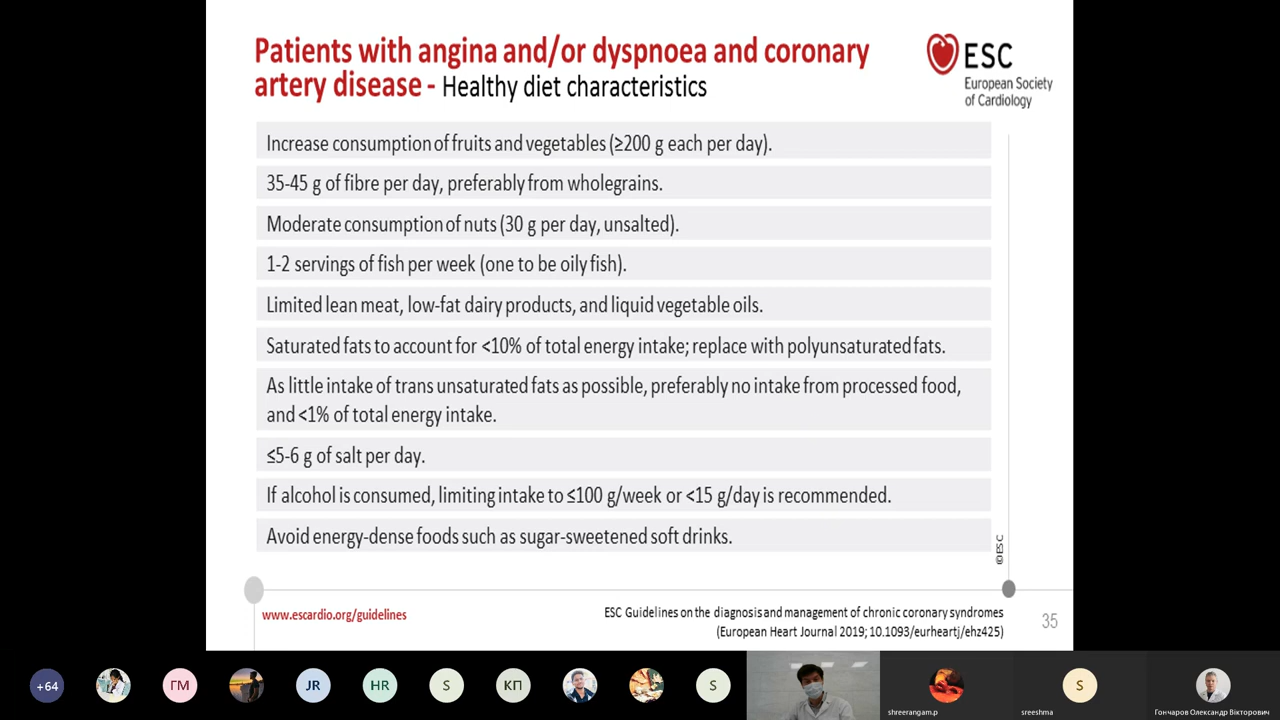 Patients with angina and/or dyspnoea and coronary
artery disease - Healthy diet characteristics
ESC
European Society
of Cardiology
Increase consumption of fruits and vegetables (≥200 g each per day).
35-45 g of fibre per day, preferably from wholegrains.
Moderate consumption of nuts (30 g per day, unsalted).
1-2 servings of fish per week (one to be oily fish).
Limited lean meat, low-fat dairy products, and liquid vegetable oils.
Saturated fats to account for <10% of total energy intake; replace with polyunsaturated fats.
As little intake of trans unsaturated fats as possible, preferably no intake from processed food,
and <1% of total energy intake.
≤5-6 g of salt per day.
If alcohol is consumed, limiting intake to ≤100 g/week or <15 g/day is recommended.
Avoid energy-dense foods such as sugar-sweetened soft drinks.
©ESC
www.escardio.org/guidelines
ESC Guidelines on the diagnosis and management of chronic coronary syndromes
(European Heart Journal 2019; 10.1093/eurheartj/ehz425)
35
+64
ГМ
JR
HR
S
КП
S
S
shreerangam.p
sreeshma
Гончаров Олександр Вікторович